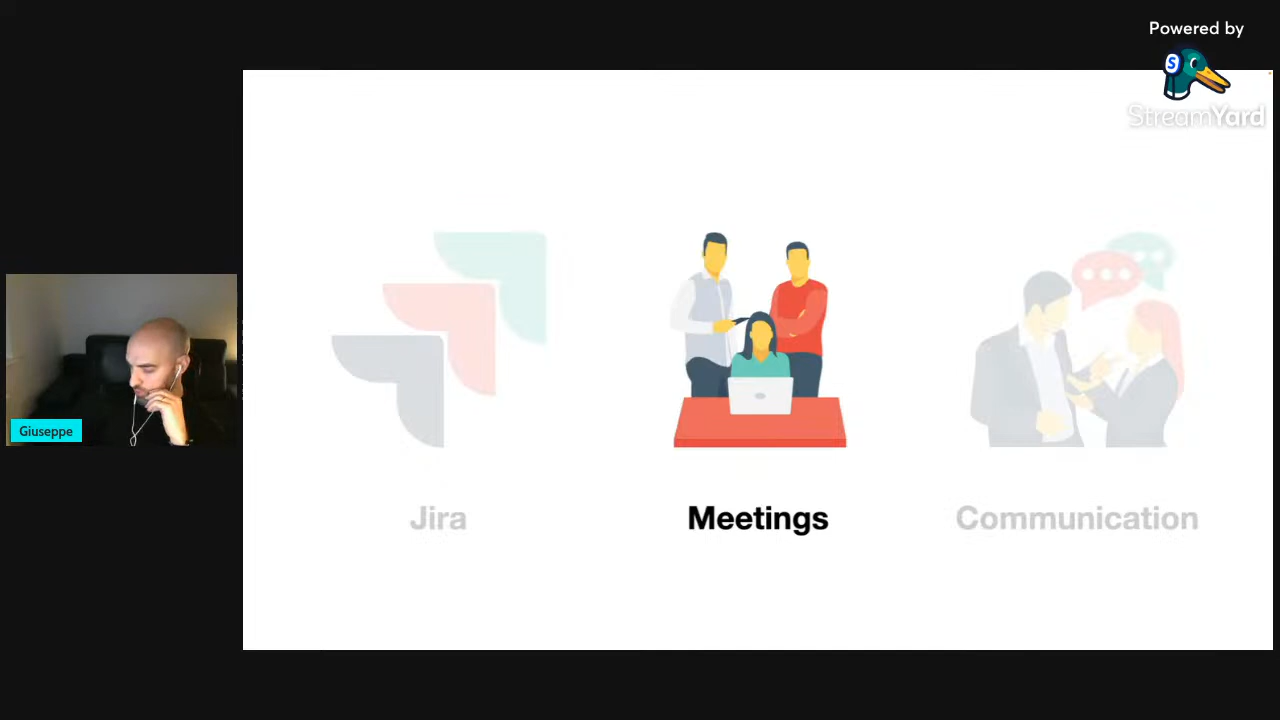 Powered by
S
StreamYard
Giuseppe
Jira
Meetings
Communication